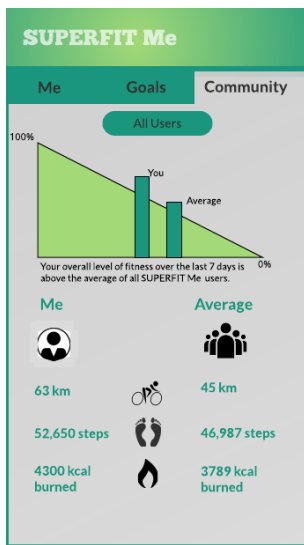 SUPERFIT Me
Me Goals Community
All Users
100%
You
Average
0%
Your overall level of fitness over the last 7 days is
above the average of all SUPERFIT Me users.
Me Average
63 km 45 km
52,650 steps 46,987 steps
4300 kcal 3789 kcal
burned burned